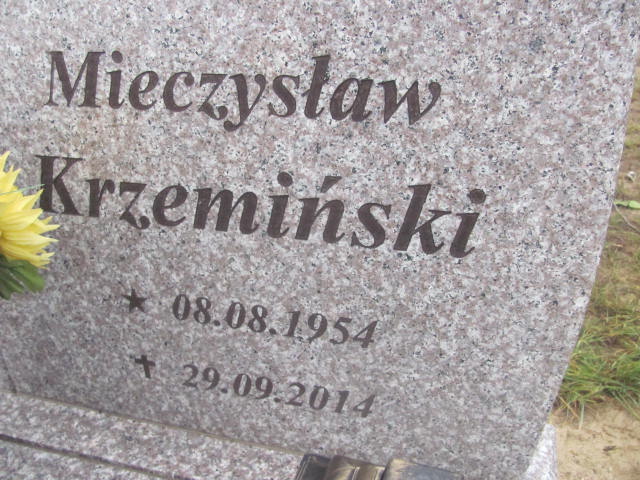 Mieczysław
Krzemiński
★ 08.08.1954
✝ 29.09.2014